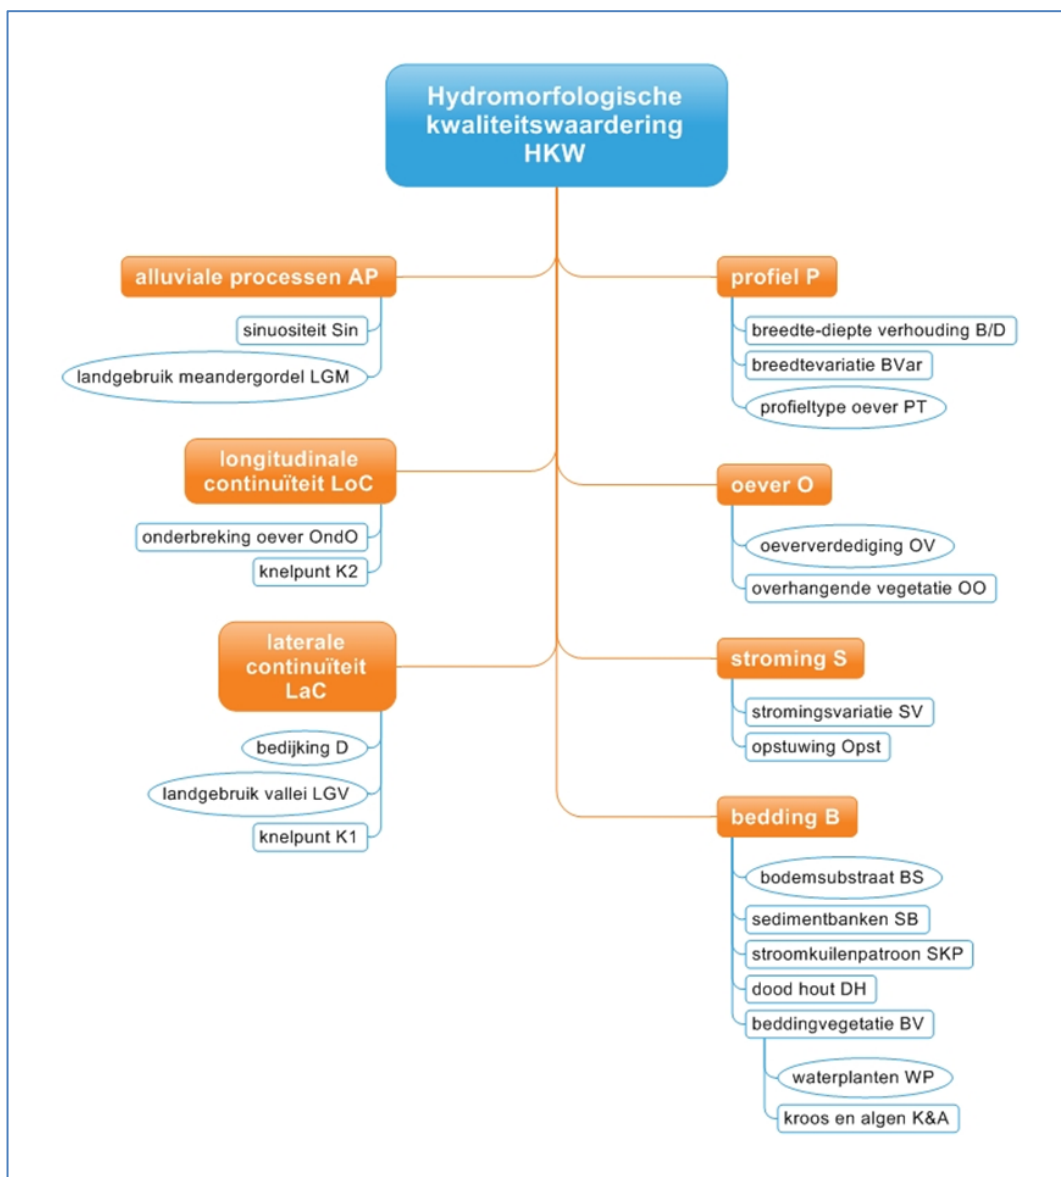 Hydromorfologische
kwaliteitswaardering
HKW
alluviale processen AP
sinuositeit Sin
landgebruik meandergordel LGM
longitudinale
continuïteit LoC
onderbreking oever OndO
knelpunt K2
laterale
continuïteit
LaC
bedijking D
landgebruik vallei LGV
knelpunt K1
profiel P
breedte-diepte verhouding B/D
breedtevariatie BVar
profieltype oever PT
oever O
oeververdediging OV
overhangende vegetatie OO
stroming S
stromingsvariatie SV
opstuwing Opst
bedding B
bodemsubstraat BS
sedimentbanken SB
stroomkuilenpatroon SKP
dood hout DH
beddingvegetatie BV
waterplanten WP
kroos en algen K&A